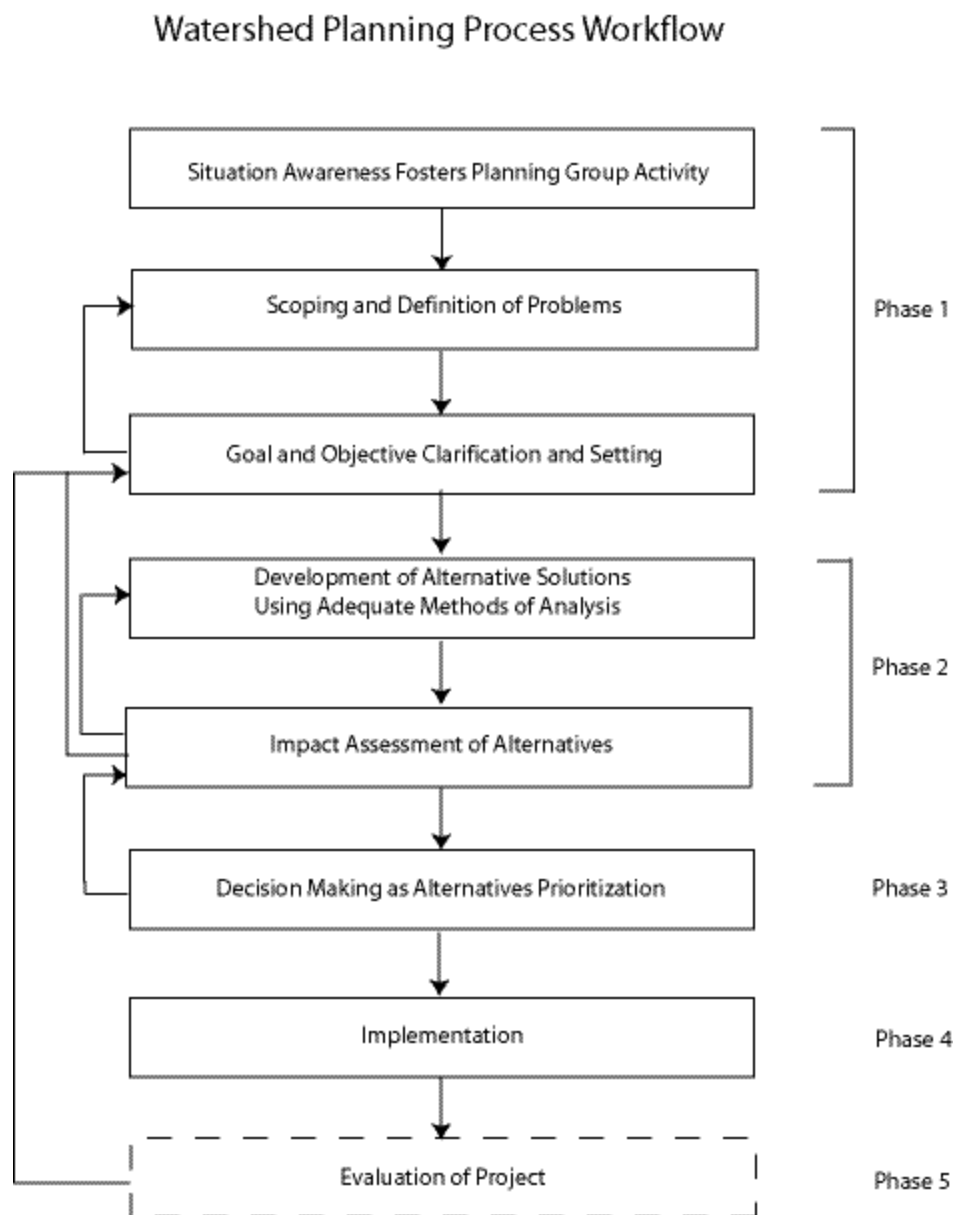 Watershed Planning Process Workflow
Situation Awareness Fosters Planning Group Activity
Scoping and Definition of Problems
Phase 1
Goal and Objective Clarification and Setting
Development of Alternative Solutions
Using Adequate Methods of Analysis
Phase 2
Impact Assessment of Alternatives
Decision Making as Alternatives Prioritization
Phase 3
Implementation
Phase 4
Evaluation of Project
Phase 5